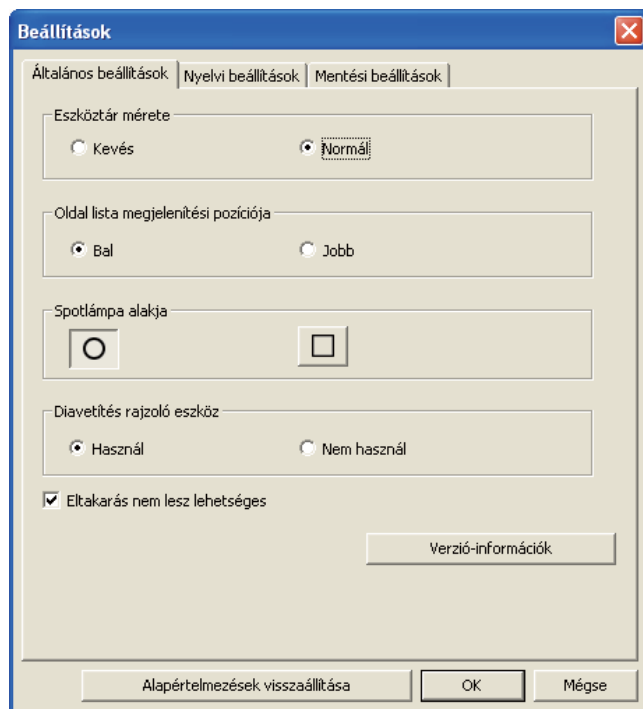 Beállítások
Általános beállítások Nyelvi beállítások Mentési beállítások
Eszköztár mérete
Kevés Normál
Oldal lista megjelenítési pozíciója
Bal Jobb
Spotlámpa alakja
Diavetítés rajzoló eszköz
Használ Nem használ
Eltakarás nem lesz lehetséges
Verzió-információk
Alapértelmezések visszaállítása OK Mégse